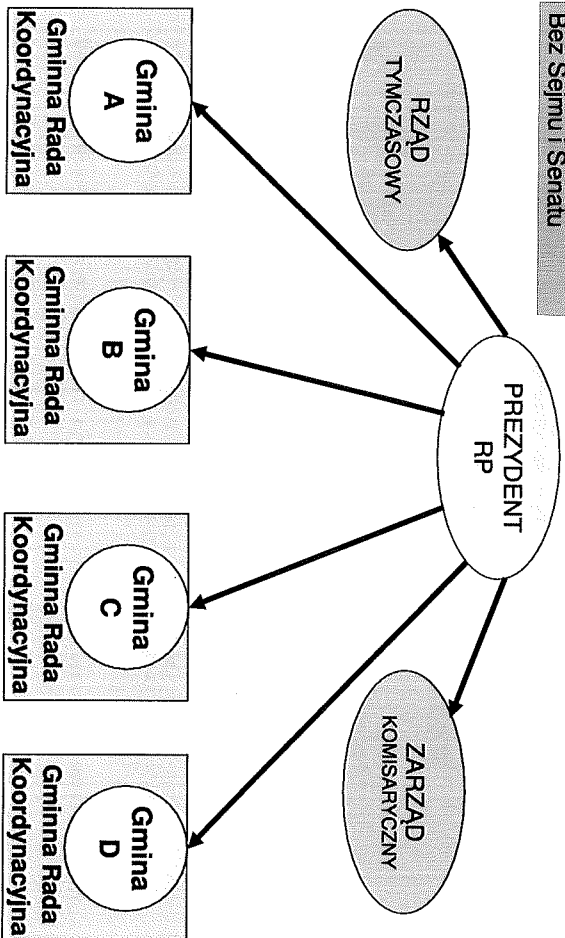 Bez Sejmu i Senatu
PREZYDENT
RP
RZĄD
TYMCZASOWY
ZARZĄD
KOMISARYCZNY
Gmina
A
Gminna Rada
Koordynacyjna
Gmina
B
Gminna Rada
Koordynacyjna
Gmina
C
Gminna Rada
Koordynacyjna
Gmina
D
Gminna Rada
Koordynacyjna